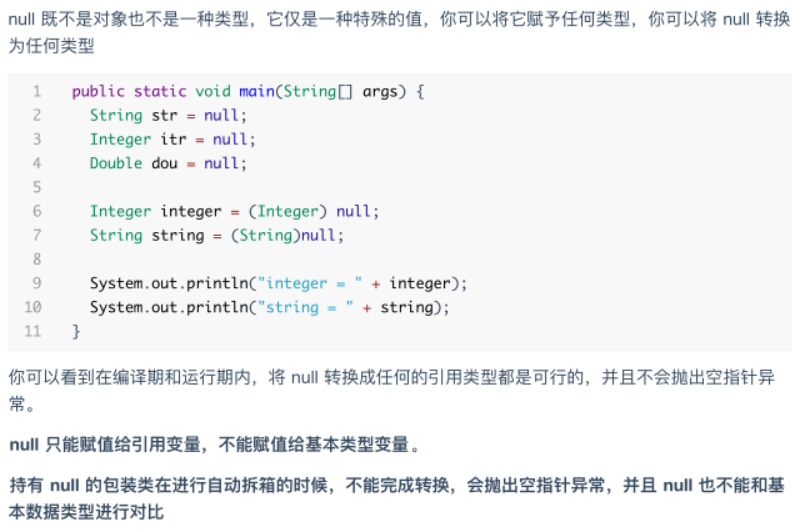 null 既不是对象也不是一种类型，它仅是一种特殊的值，你可以将它赋予任何类型，你可以将 null 转换
为任何类型
1 public static void main(String[] args) {
2 String str = null;
3 Integer itr = null;
4 Double dou = null;
5
6 Integer integer = (Integer) null;
7 String string = (String)null;
8
9 System.out.println("integer = " + integer);
10 System.out.println("string = " + string);
11 }
你可以看到在编译期和运行期内，将 null 转换成任何的引用类型都是可行的，并且不会抛出空指针异
常。
null 只能赋值给引用变量，不能赋值给基本类型变量。
持有 null 的包装类在进行自动拆箱的时候，不能完成转换，会抛出空指针异常，并且 null 也不能和基
本数据类型进行对比